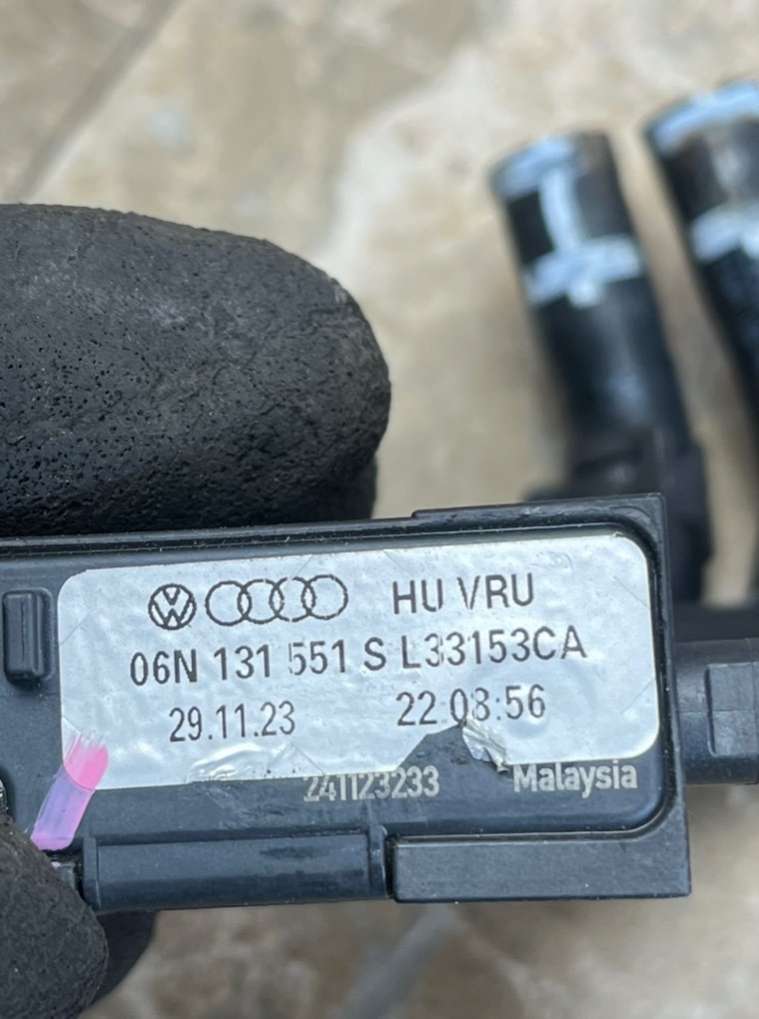 HU VRU
06N 131 551 S L33153CA
29.11.23 22:08:56
241123233 Malaysia